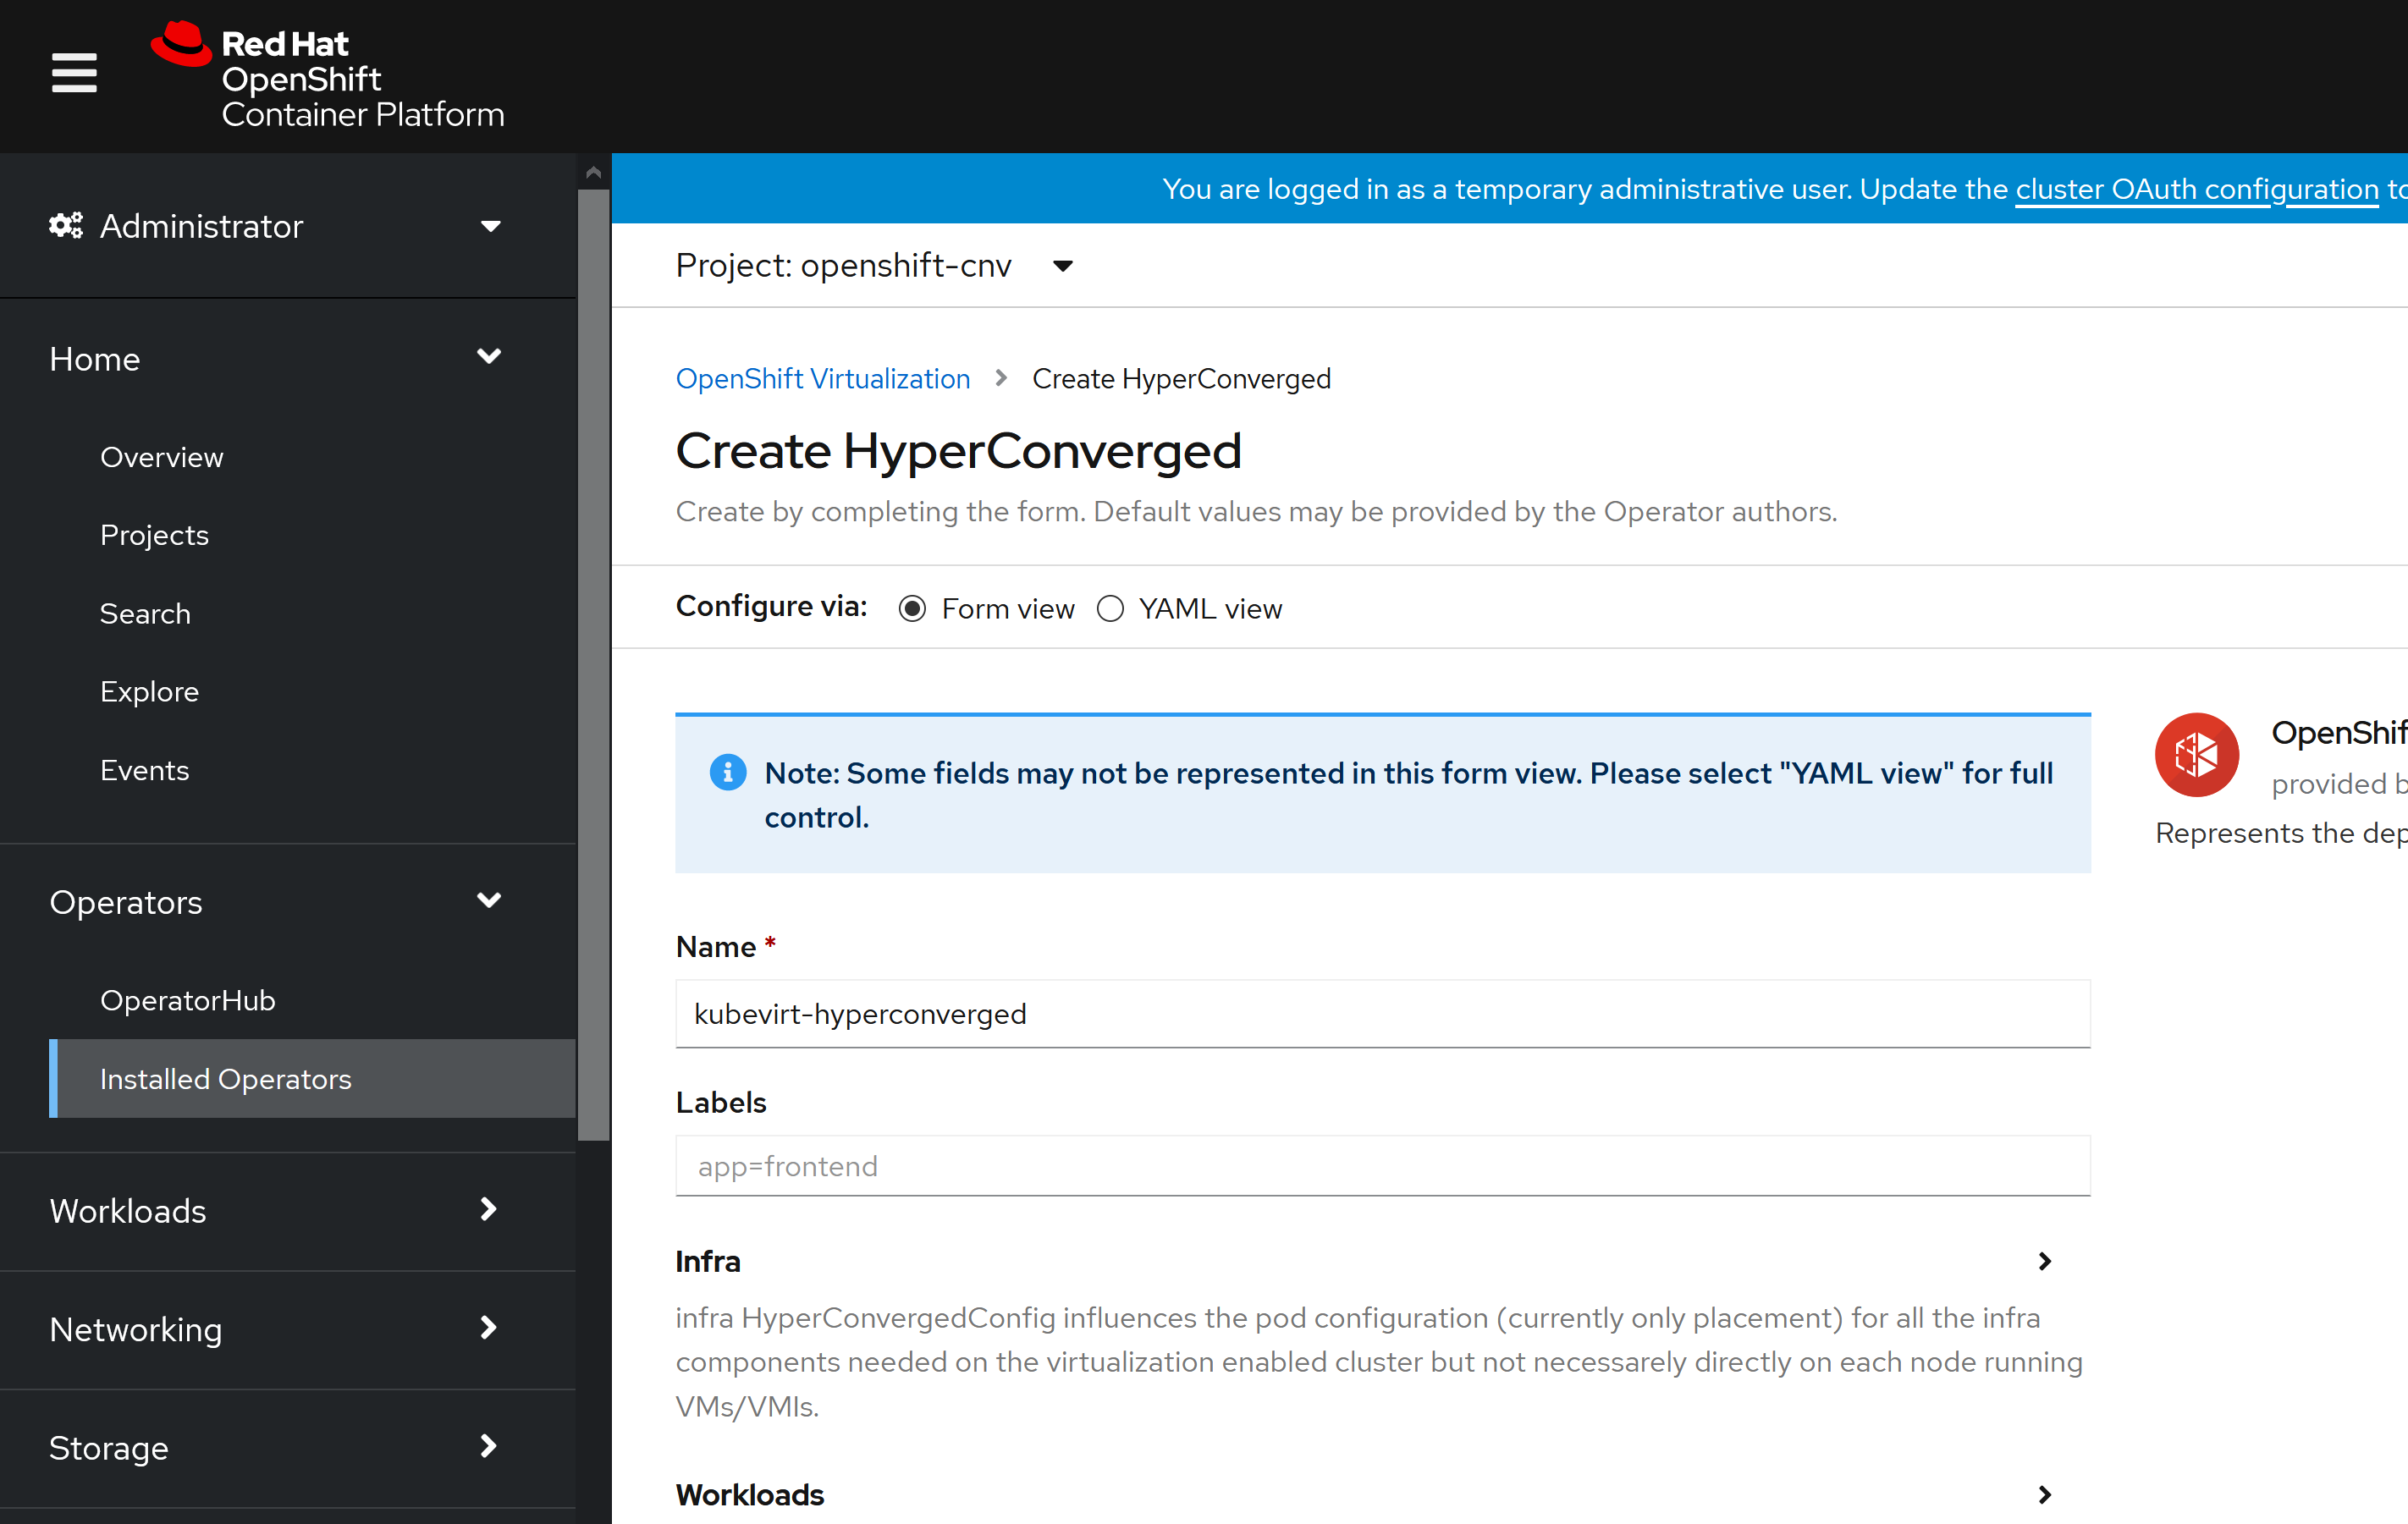 Red Hat
OpenShift
Container Platform
Administrator
Home
Overview
Projects
Search
Explore
Events
Operators
OperatorHub
Installed Operators
Workloads
Networking
Storage
You are logged in as a temporary administrative user. Update the cluster OAuth configuration to
Project: openshift-cnv
OpenShift Virtualization
Create HyperConverged
Create HyperConverged
Create by completing the form. Default values may be provided by the Operator authors.
Configure via:
Form view
YAML view
Note: Some fields may not be represented in this form view. Please select "YAML view" for full
control.
Name *
kubevirt-hyperconverged
Labels
app=frontend
Infra
infra HyperConvergedConfig influences the pod configuration (currently only placement) for all the infra
components needed on the virtualization enabled cluster but not necessarely directly on each node running
VMs/VMIs.
Workloads
OpenShif
provided b
Represents the dep